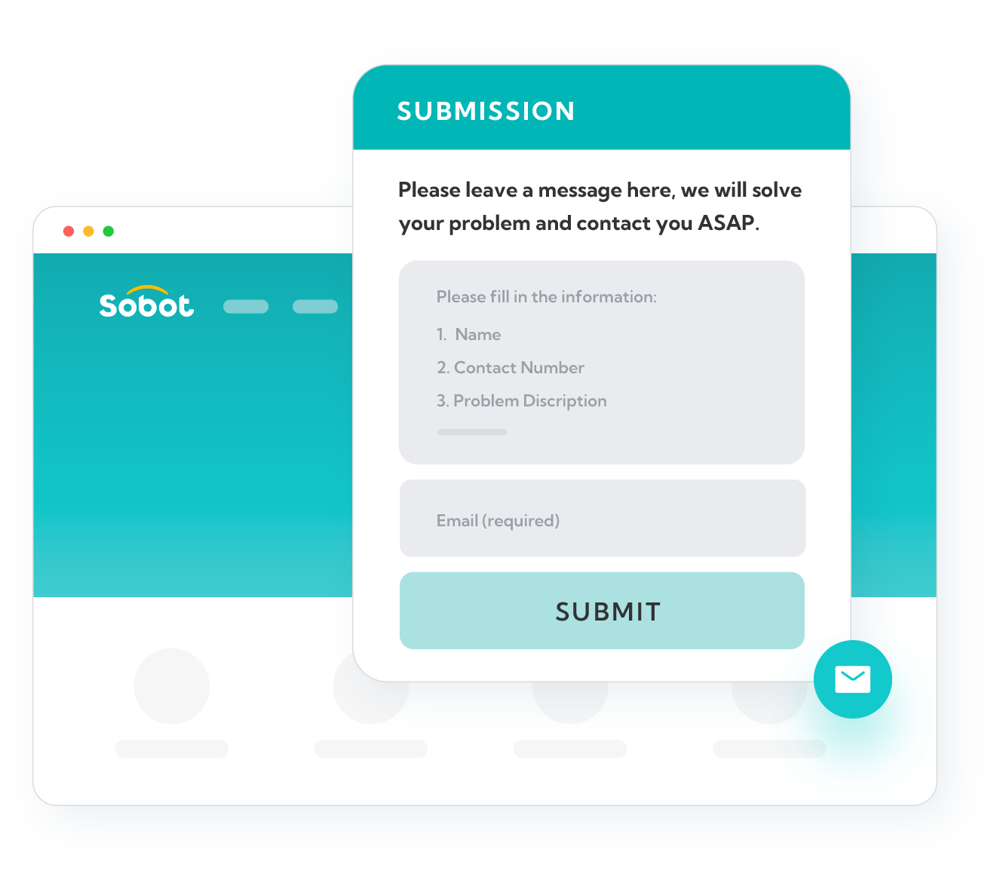 SUBMISSION
Please leave a message here, we will solve
your problem and contact you ASAP.
Sobot
Please fill in the information:
1. Name
2. Contact Number
3. Problem Discription
Email (required)
SUBMIT